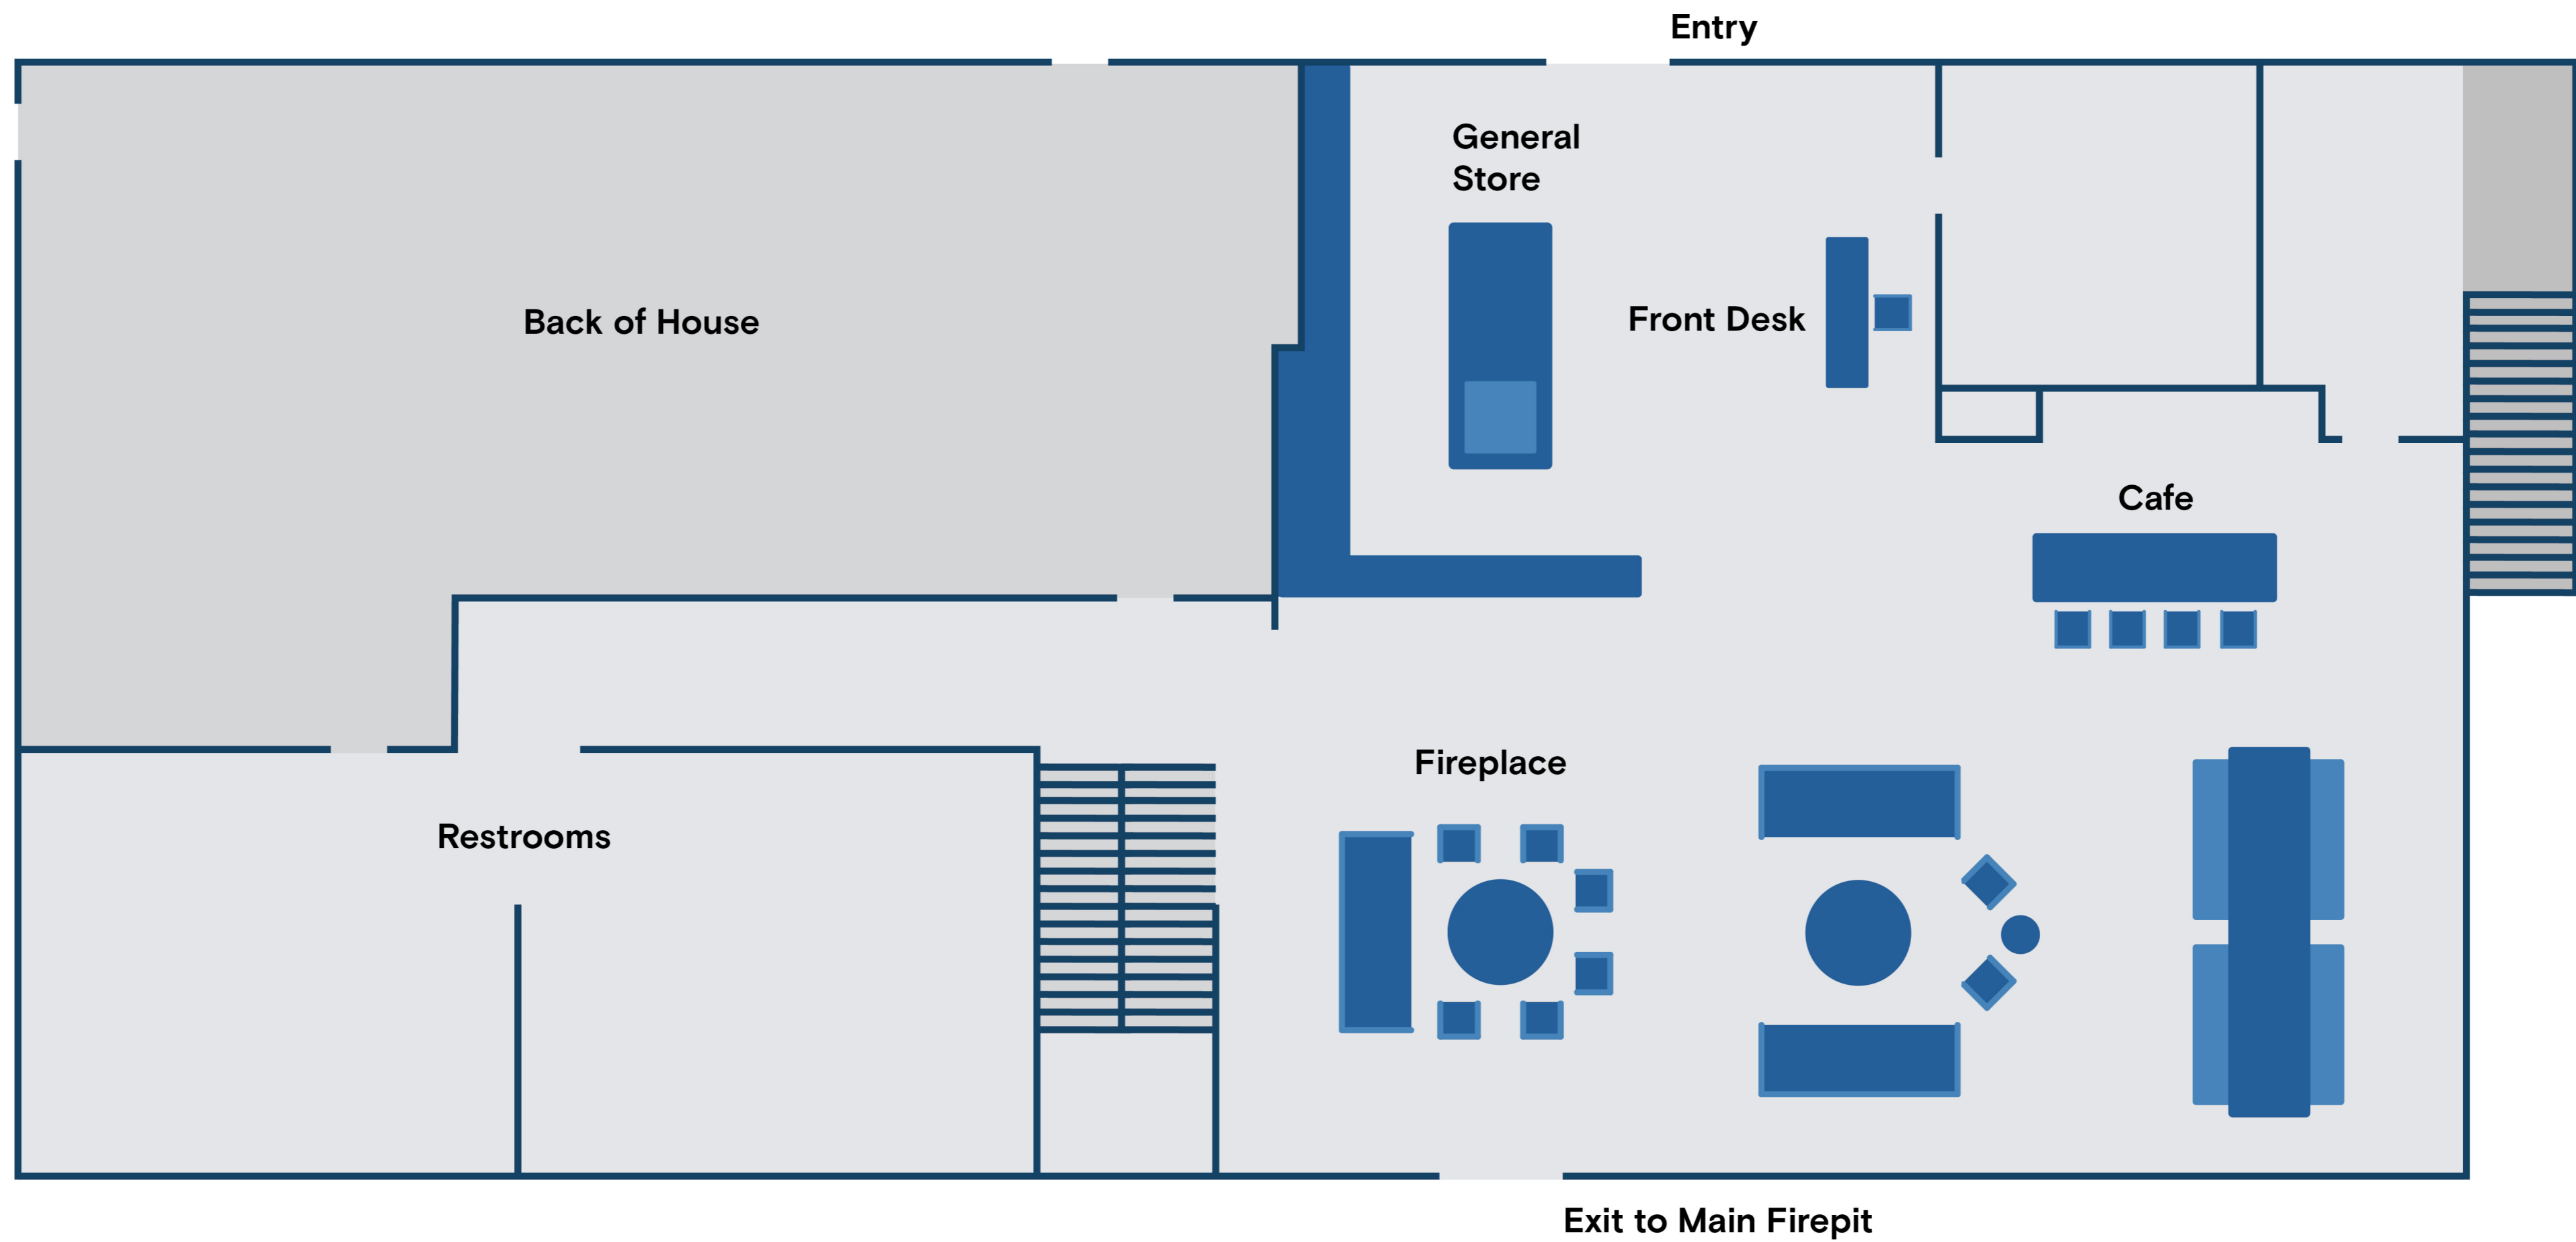 Entry
General
Store
Back of House
Front Desk
Cafe
Fireplace
Restrooms
Exit to Main Firepit